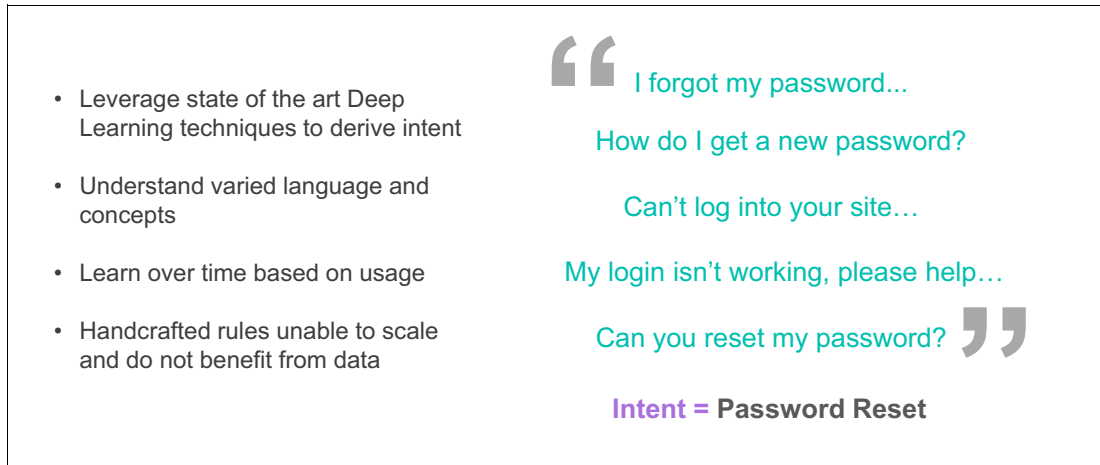 • Leverage state of the art Deep
Learning techniques to derive intent
• Understand varied language and
concepts
• Learn over time based on usage
• Handcrafted rules unable to scale
and do not benefit from data
“ I forgot my password...
How do I get a new password?
Can’t log into your site…
My login isn’t working, please help…
Can you reset my password? ”
Intent = Password Reset